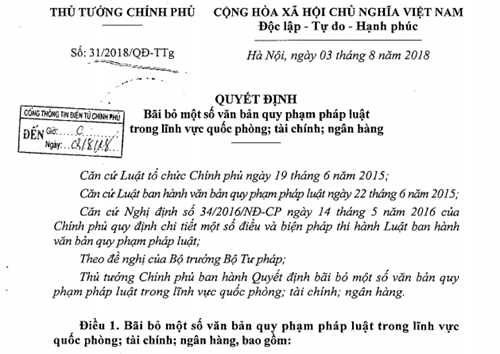 THỦ TƯỚNG CHÍNH PHỦ
CỘNG HÒA XÃ HỘI CHỦ NGHĨA VIỆT NAM
Độc lập - Tự do - Hạnh phúc
Số: 31/2018/QĐ-TTg
Hà Nội, ngày 03 tháng 8 năm 2018
QUYẾT ĐỊNH
Bãi bỏ một số văn bản quy phạm pháp luật
trong lĩnh vực quốc phòng; tài chính; ngân hàng
CỔNG THÔNG TIN ĐIỆN TỬ CHÍNH PHỦ
ĐẾN
Giờ:
Ngày:
Căn cứ Luật tổ chức Chính phủ ngày 19 tháng 6 năm 2015;
Căn cứ Luật ban hành văn bản quy phạm pháp luật ngày 22 tháng 6 năm 2015;
Căn cứ Nghị định số 34/2016/NĐ-CP ngày 14 tháng 5 năm 2016 của
Chính phủ quy định chi tiết một số điều và biện pháp thi hành Luật ban hành
văn bản quy phạm pháp luật;
Theo đề nghị của Bộ trưởng Bộ Tư pháp;
Thủ tướng Chính phủ ban hành Quyết định bãi bỏ một số văn bản quy
phạm pháp luật trong lĩnh vực quốc phòng; tài chính; ngân hàng.
Điều 1. Bãi bỏ một số văn bản quy phạm pháp luật trong lĩnh vực
quốc phòng; tài chính; ngân hàng, bao gồm: